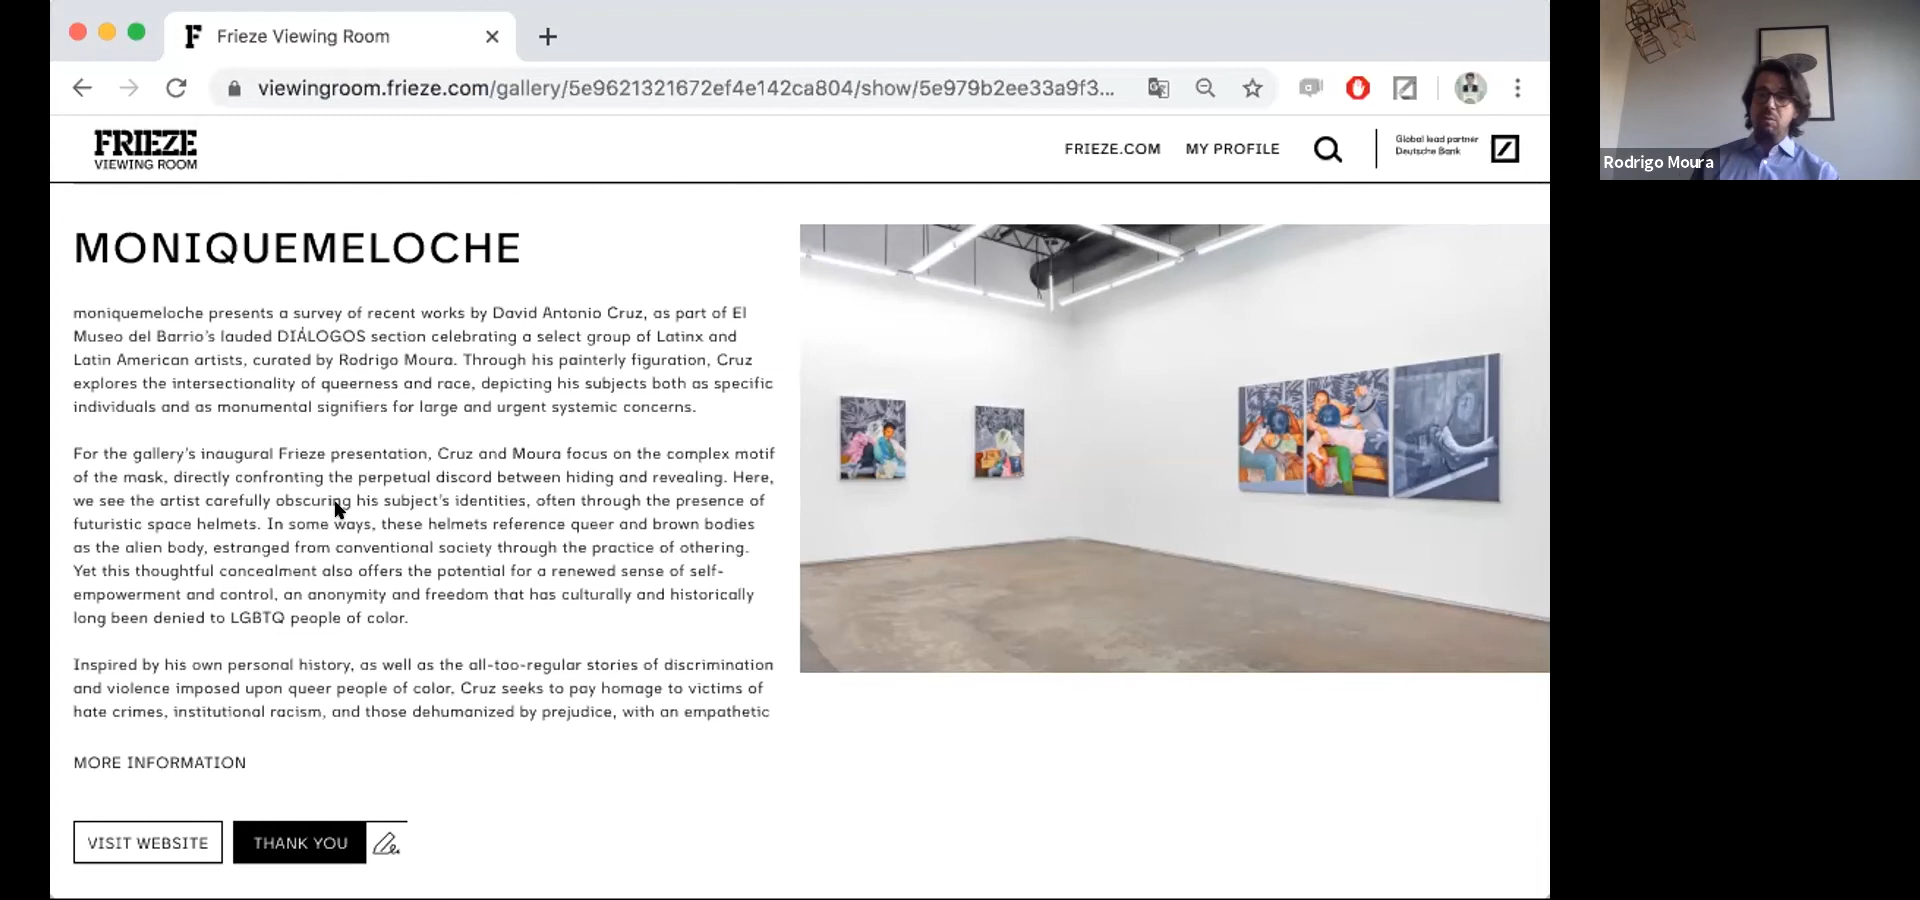 Frieze Viewing Room
viewingroom.frieze.com/gallery/5e9621321672ef4e142ca804/show/5e979b2ee33a9f3...
FRIEZE
VIEWING ROOM
FRIEZE.COM
MY PROFILE
Global lead partner
Deutsche Bank
Rodrigo Moura
MONIQUEMELOCHE
moniquemeloche presents a survey of recent works by David Antonio Cruz, as part of El
Museo del Barrio's lauded DIÁLOGOS section celebrating a select group of Latinx and
Latin American artists, curated by Rodrigo Moura. Through his painterly figuration, Cruz
explores the intersectionality of queerness and race, depicting his subjects both as specific
individuals and as monumental signifiers for large and urgent systemic concerns.
For the gallery's inaugural Frieze presentation, Cruz and Moura focus on the complex motif
of the mask, directly confronting the perpetual discord between hiding and revealing. Here,
we see the artist carefully obscuring his subject's identities, often through the presence of
futuristic space helmets. In some ways, these helmets reference queer and brown bodies
as the alien body, estranged from conventional society through the practice of othering.
Yet this thoughtful concealment also offers the potential for a renewed sense of self-
empowerment and control, an anonymity and freedom that has culturally and historically
long been denied to LGBTQ people of color.
Inspired by his own personal history, as well as the all-too-regular stories of discrimination
and violence imposed upon queer people of color, Cruz seeks to pay homage to victims of
hate crimes, institutional racism, and those dehumanized by prejudice, with an empathetic
MORE INFORMATION
VISIT WEBSITE
THANK YOU